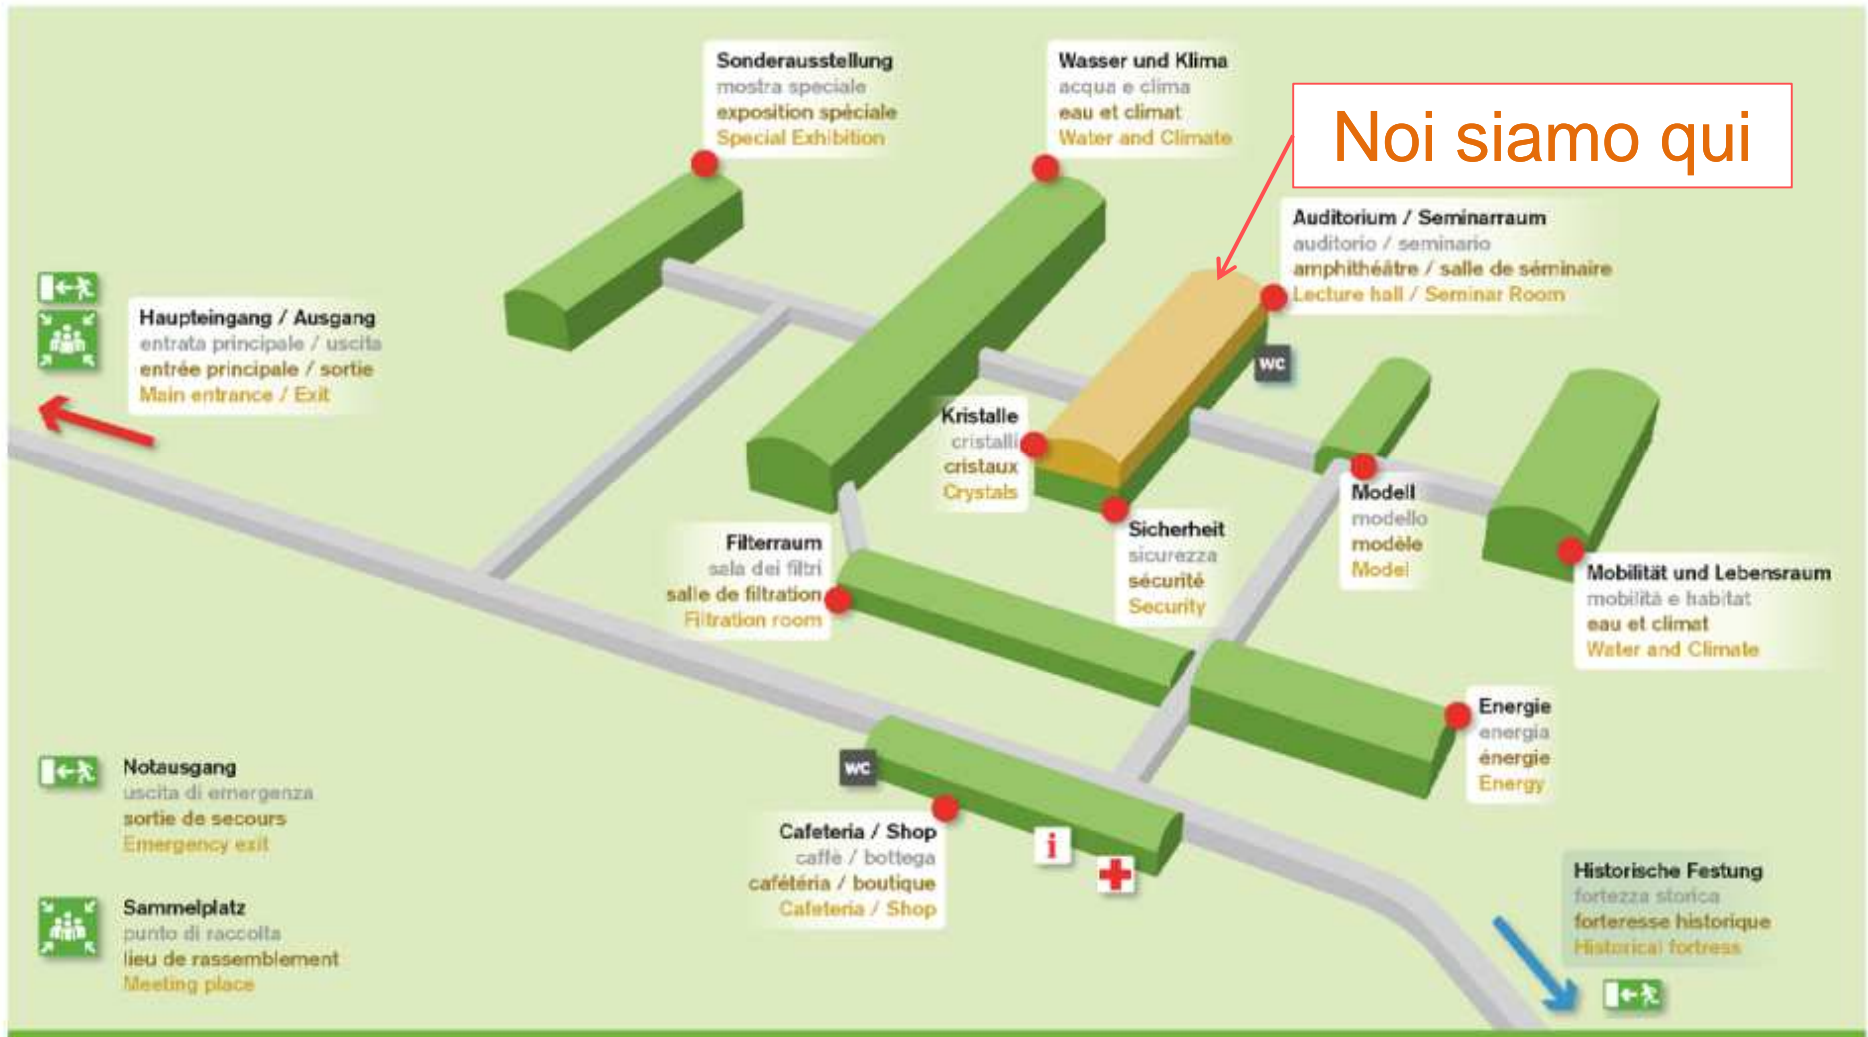 Sonderausstellung
mostra speciale
exposition spéciale
Special Exhibition
Wasser und Klima
acqua e clima
eau et climat
Water and Climate
Noi siamo qui
Auditorium / Seminarraum
auditorio / seminario
amphithéâtre / salle de séminaire
Lecture hall / Seminar Room
Haupteingang / Ausgang
entrata principale / uscita
entrée principale / sortie
Main entrance / Exit
wc
Kristalle
cristalli
cristaux
Crystals
Modell
modello
modèle
Model
Sicherheit
sicurezza
sécurité
Security
Filterraum
sala dei filtri
salle de filtration
Filtration room
Mobilität und Lebensraum
mobilità e habitat
eau et climat
Water and Climate
Energie
energia
énergie
Energy
wc
Notausgang
uscita di emergenza
sortie de secours
Emergency exit
Cafeteria / Shop
caffè / bottega
cafétéria / boutique
Cafeteria / Shop
i
Historische Festung
fortezza storica
forteresse historique
Historical fortress
Sammelplatz
punto di raccolta
lieu de rassemblement
Meeting place